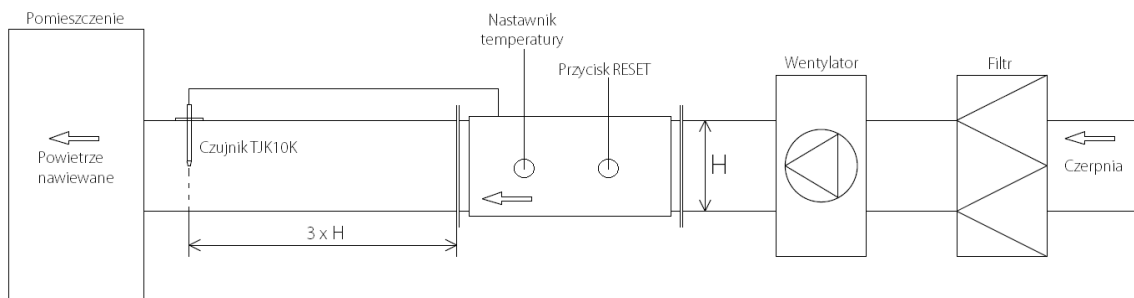 Pomieszczenie
Nastawnik
temperatury
Przycisk RESET
Wentylator
Filtr
Czujnik TJK10K
Powietrze
nawiewane
H
Czerpnia
3 x H